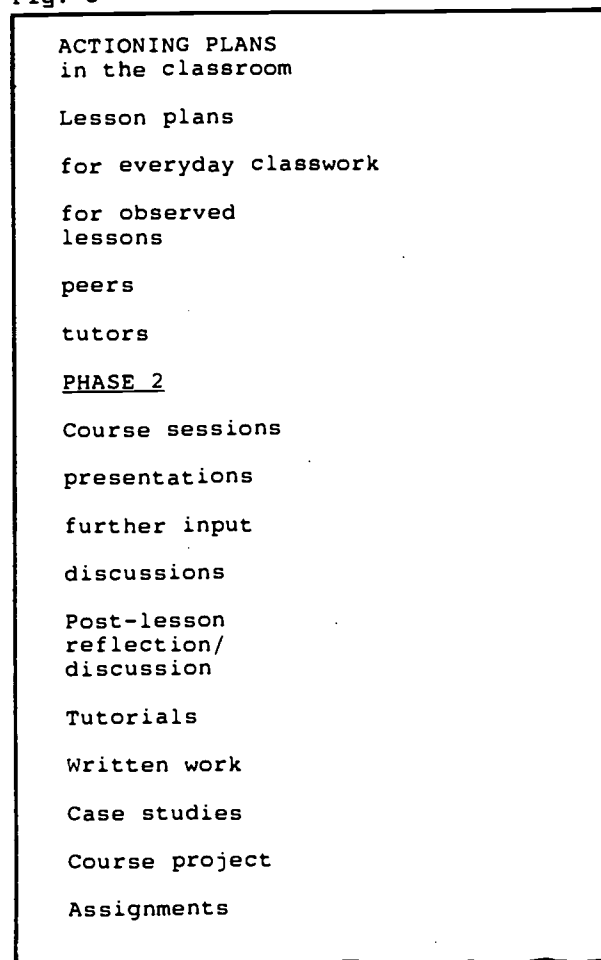 ACTIONING PLANS
in the classroom
Lesson plans
for everyday classwork
for observed
lessons
peers
tutors
PHASE 2
Course sessions
presentations
further input
discussions
Post-lesson
reflection/
discussion
Tutorials
Written work
Case studies
Course project
Assignments